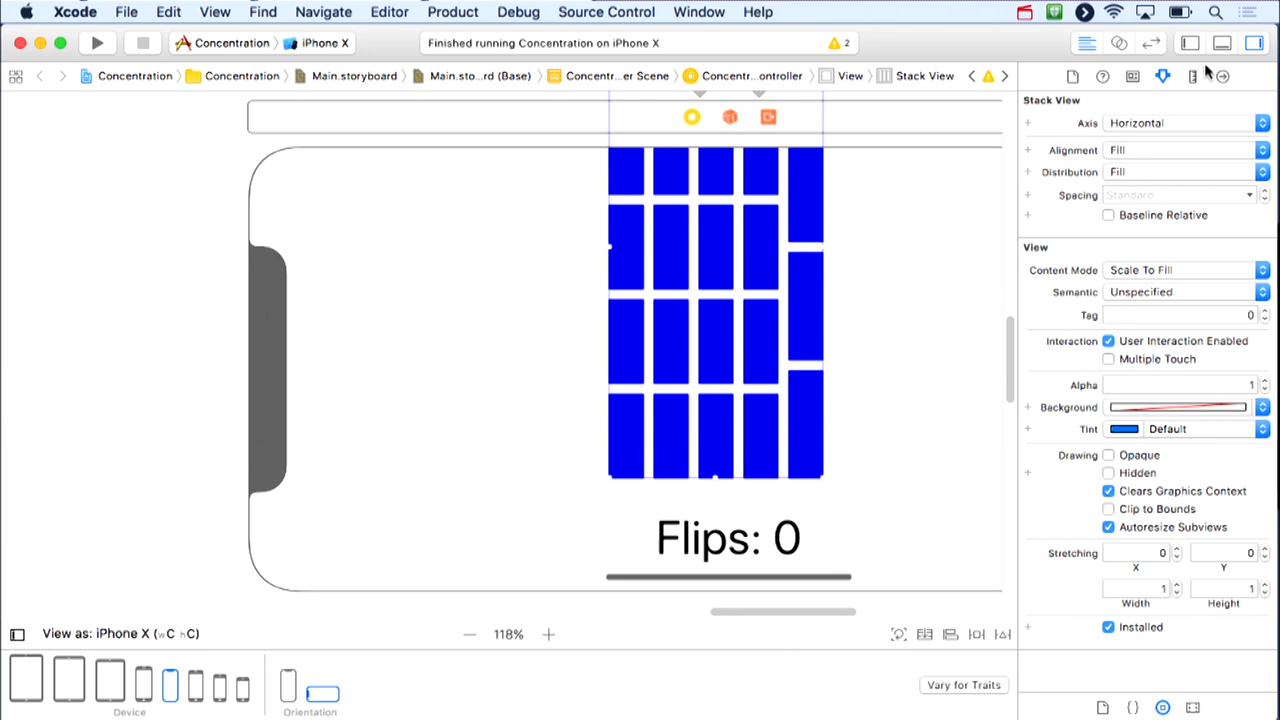 Xcode File Edit View Find Navigate Editor Product Debug Source Control Window Help
Concentration iPhone X Finished running Concentration on iPhone X 2
Concentration Concentration Main.storyboard Main.sto...rd (Base) Concentr...er Scene Concentr...ontroller View Stack View
Stack View
Axis Horizontal
Alignment Fill
Distribution Fill
Spacing Standard
Baseline Relative
View
Content Mode Scale To Fill
Semantic Unspecified
Tag 0
Interaction User Interaction Enabled
Multiple Touch
Alpha 1
Background
Tint Default
Drawing Opaque
Hidden
Clears Graphics Context
Clip to Bounds
Autoresize Subviews
Stretching 0 0
X Y
1 1
Width Height
Installed
Flips: 0
View as: iPhone X (wC hC) 118%
Vary for Traits
Device Orientation